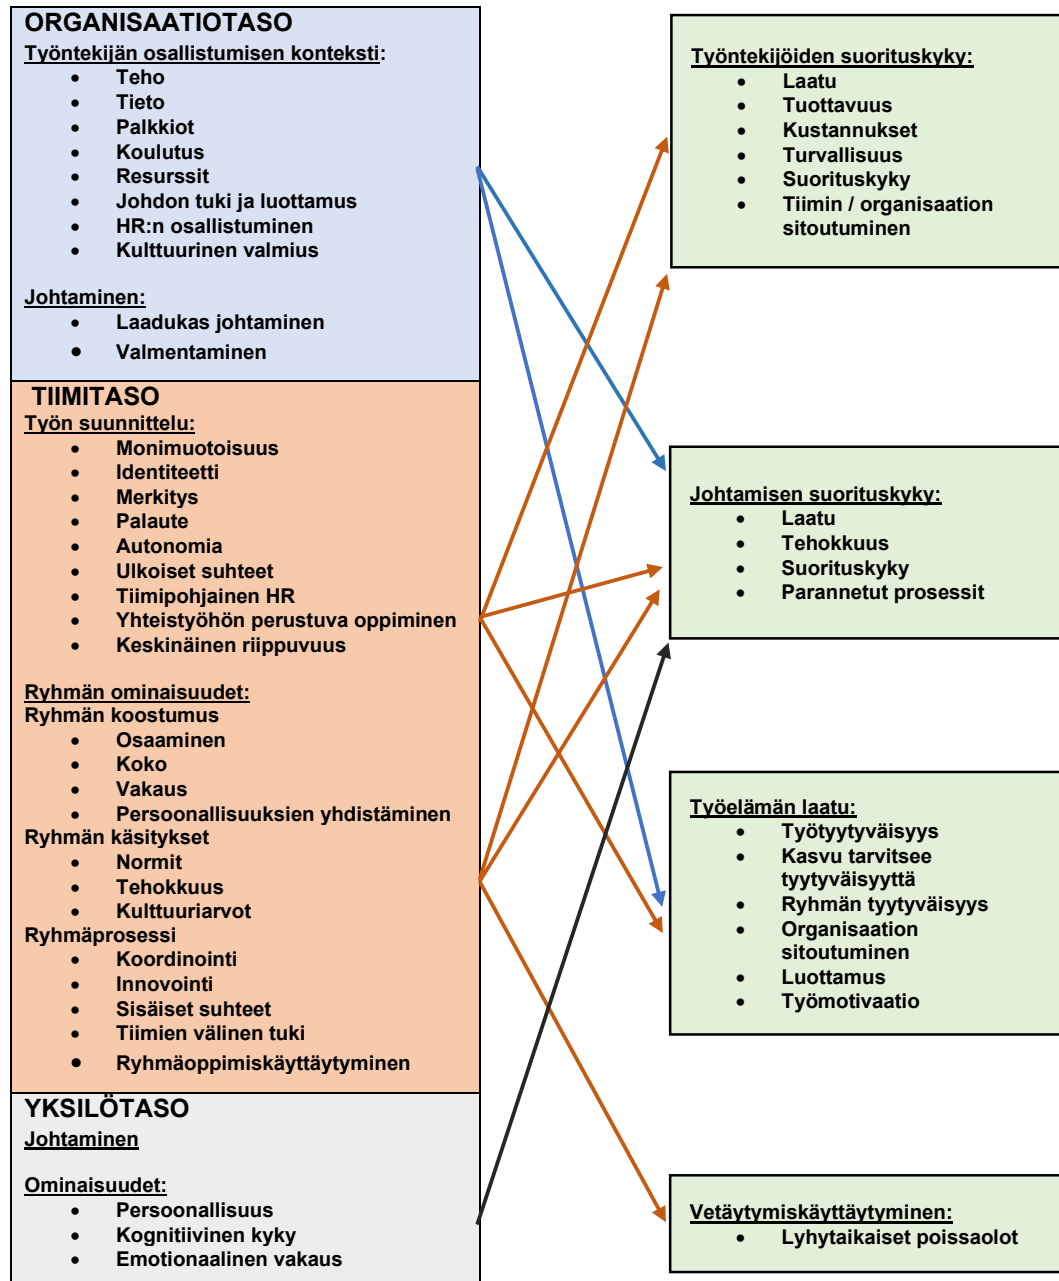 ORGANISAATIOTASO
Työntekijän osallistumisen konteksti:
• Teho
• Tieto
• Palkkiot
• Koulutus
• Resurssit
• Johdon tuki ja luottamus
• HR:n osallistuminen
• Kulttuurinen valmius
Johtaminen:
• Laadukas johtaminen
• Valmentaminen
TIIMITASO
Työn suunnittelu:
• Monimuotoisuus
• Identiteetti
• Merkitys
• Palaute
• Autonomia
• Ulkoiset suhteet
• Tiimipohjainen HR
• Yhteistyöhön perustuva oppiminen
• Keskinäinen riippuvuus
Ryhmän ominaisuudet:
Ryhmän koostumus
• Osaaminen
• Koko
• Vakaus
• Persoonallisuuksien yhdistäminen
Ryhmän käsitykset
• Normit
• Tehokkuus
• Kulttuuriarvot
Ryhmäprosessi
• Koordinointi
• Innovointi
• Sisäiset suhteet
• Tiimien välinen tuki
• Ryhmäoppimiskäyttäytyminen
YKSILÖTASO
Johtaminen
Ominaisuudet:
• Persoonallisuus
• Kognitiivinen kyky
• Emotionaalinen vakaus
Työntekijöiden suorituskyky:
• Laatu
• Tuottavuus
• Kustannukset
• Turvallisuus
• Suorituskyky
• Tiimin / organisaation
sitoutuminen
Johtamisen suorituskyky:
• Laatu
• Tehokkuus
• Suorituskyky
• Parannetut prosessit
Työelämän laatu:
• Työtyytyväisyys
• Kasvu tarvitsee
tyytyväisyyttä
• Ryhmän tyytyväisyys
• Organisaation
sitoutuminen
• Luottamus
• Työmotivaatio
Vetäytymiskäyttäytyminen:
• Lyhytaikaiset poissaolot